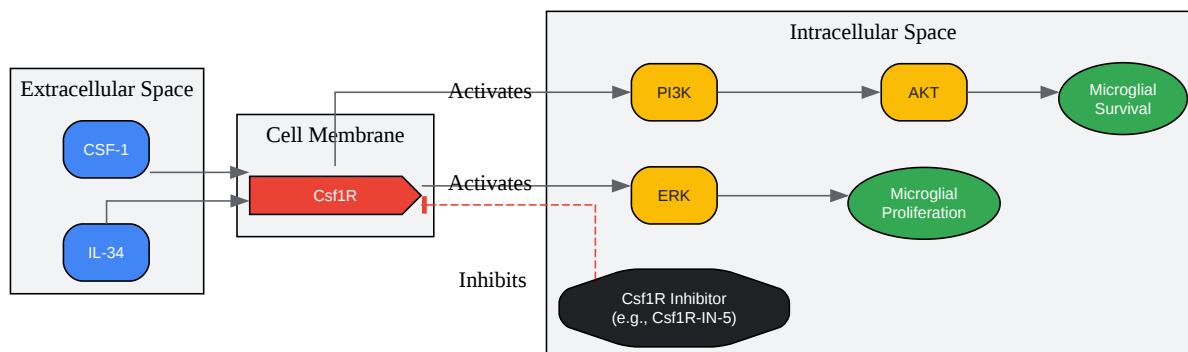 Intracellular Space
Extracellular Space
Cell Membrane
CSF-1
IL-34
Csf1R
Activates
Activates
Inhibits
PI3K
AKT
Microglial
Survival
ERK
Microglial
Proliferation
Csf1R Inhibitor
(e.g., Csf1R-IN-5)